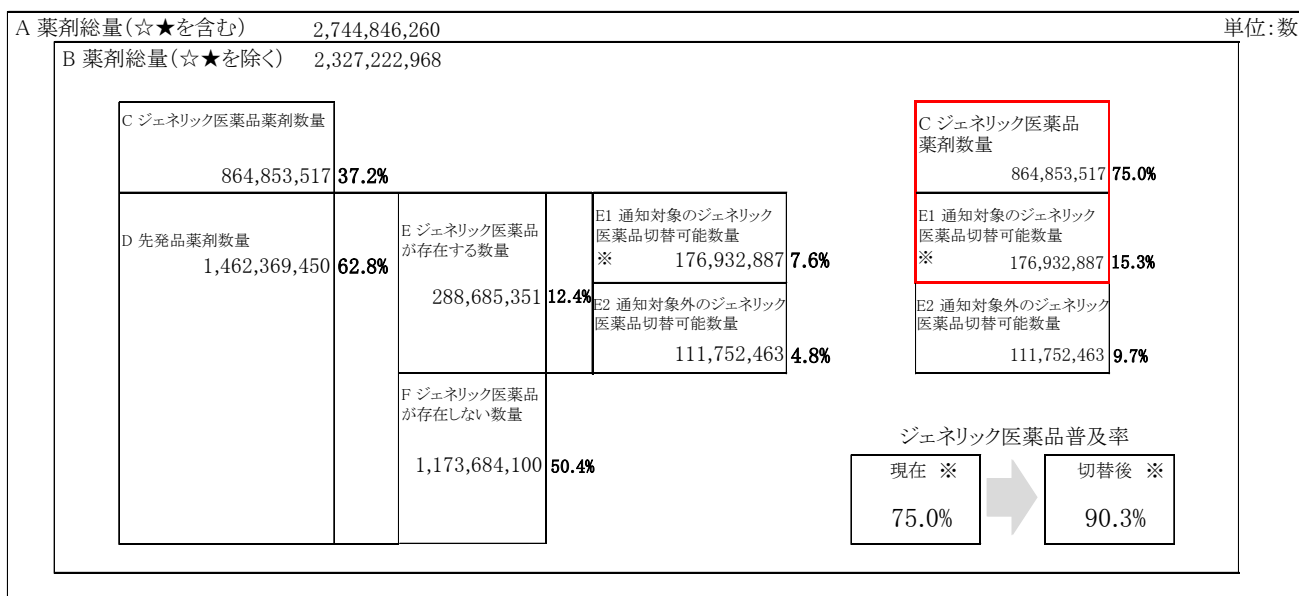 A 薬剤総量(☆★を含む) 2,744,846,260 単位:数
B 薬剤総量(☆★を除く) 2,327,222,968
C ジェネリック医薬品薬剤数量
864,853,517 37.2%
D 先発品薬剤数量
1,462,369,450 62.8%
E ジェネリック医薬品
が存在する数量
288,685,351 12.4%
E1 通知対象のジェネリック
医薬品切替可能数量
※ 176,932,887 7.6%
E2 通知対象外のジェネリック
医薬品切替可能数量
111,752,463 4.8%
F ジェネリック医薬品
が存在しない数量
1,173,684,100 50.4%
C ジェネリック医薬品
薬剤数量
864,853,517 75.0%
E1 通知対象のジェネリック
医薬品切替可能数量
※ 176,932,887 15.3%
E2 通知対象外のジェネリック
医薬品切替可能数量
111,752,463 9.7%
ジェネリック医薬品普及率
現在 ※
75.0%
切替後 ※
90.3%